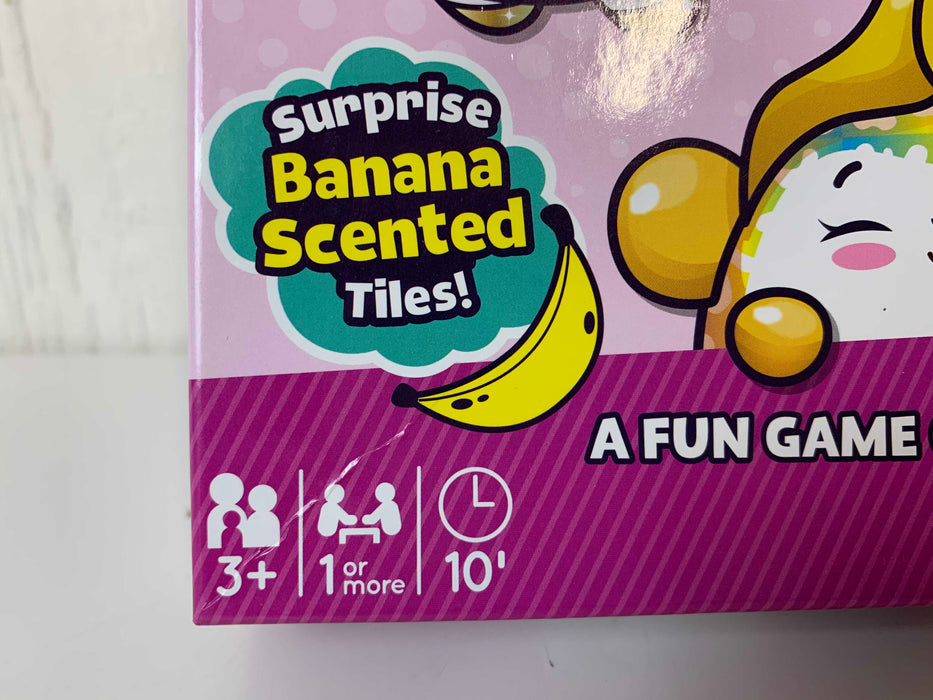 Surprise
Banana
Scented
Tiles!
A FUN GAME
3+
1 or more
10'